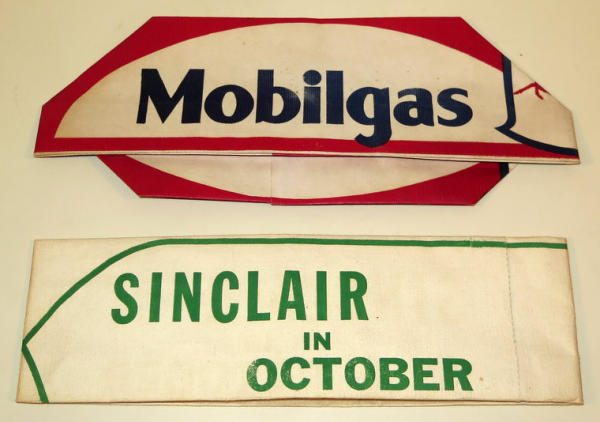 Mobilgas
SINCLAIR
IN
OCTOBER